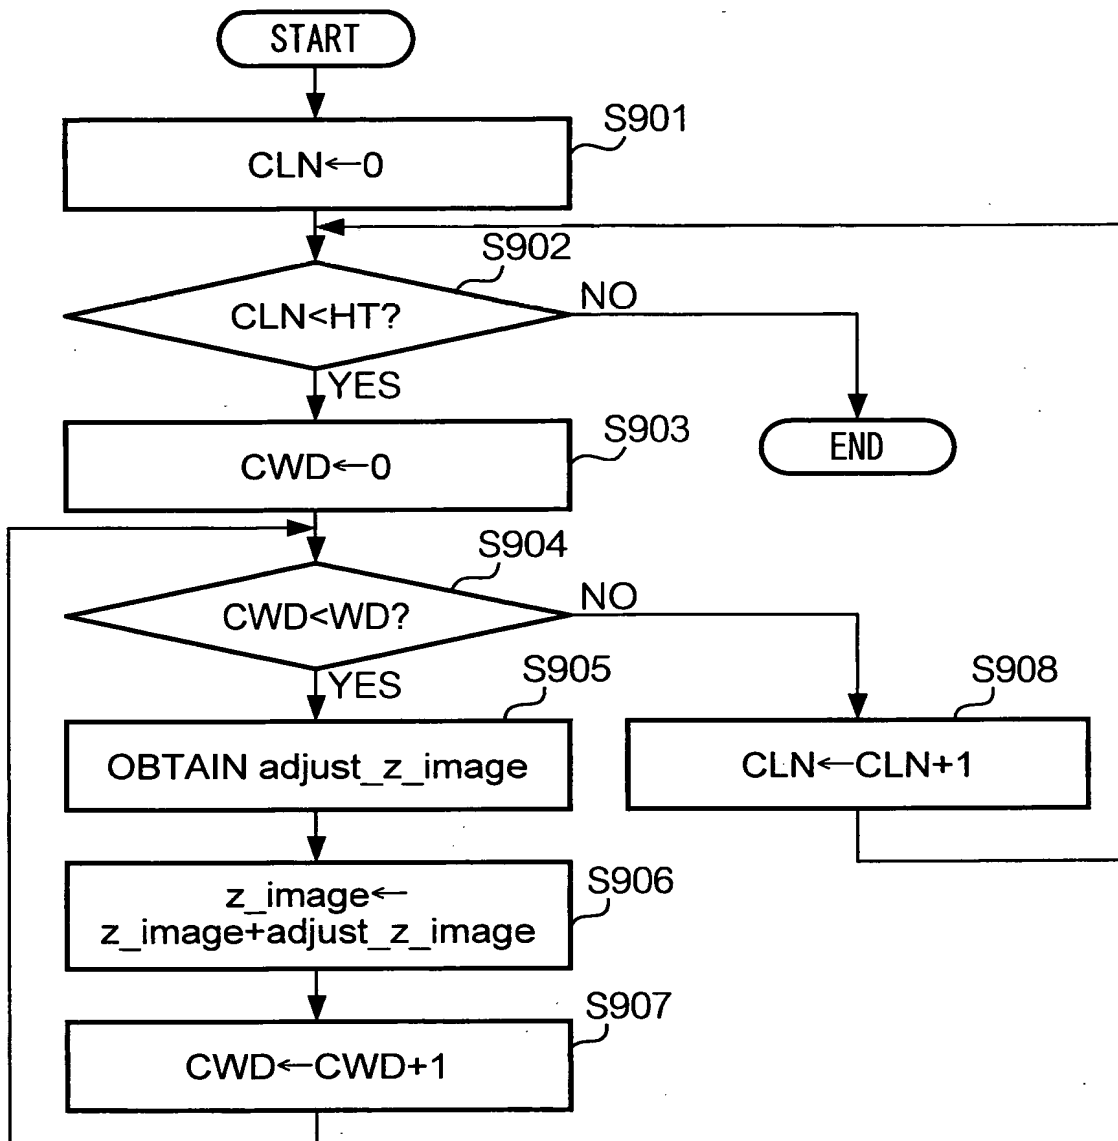 START
S901
CLN←0
S902
CLN<HT?
NO
YES
S903
CWD←0
END
S904
CWD<WD?
NO
YES
S905
OBTAIN adjust_z_image
S908
CLN←CLN+1
S906
z_image←
z_image+adjust_z_image
S907
CWD←CWD+1